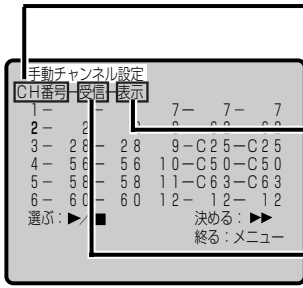 手動チャンネル設定
CH番号-受信-表示
1- 7- 7- 7
2- 2
3- 28- 28 9-C25-C25
4- 56- 56 10-C50-C50
5- 58- 58 11-C63-C63
6- 60- 60 12- 12- 12
選ぶ:▶/■ 決める:▶▶
終る:メニュー